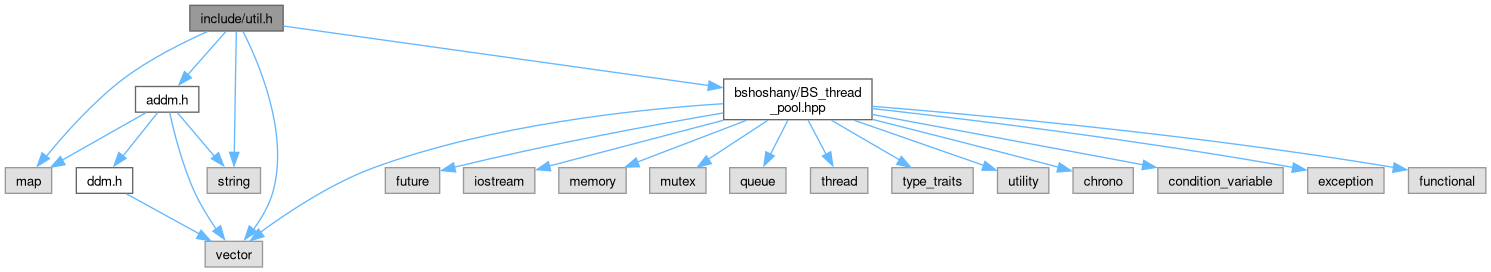 include/util.h
bshoshany/BS_thread
_pool.hpp
addm.h
map
ddm.h
string
future
iostream
memory
mutex
queue
thread
type_traits
utility
chrono
condition_variable
exception
functional
vector